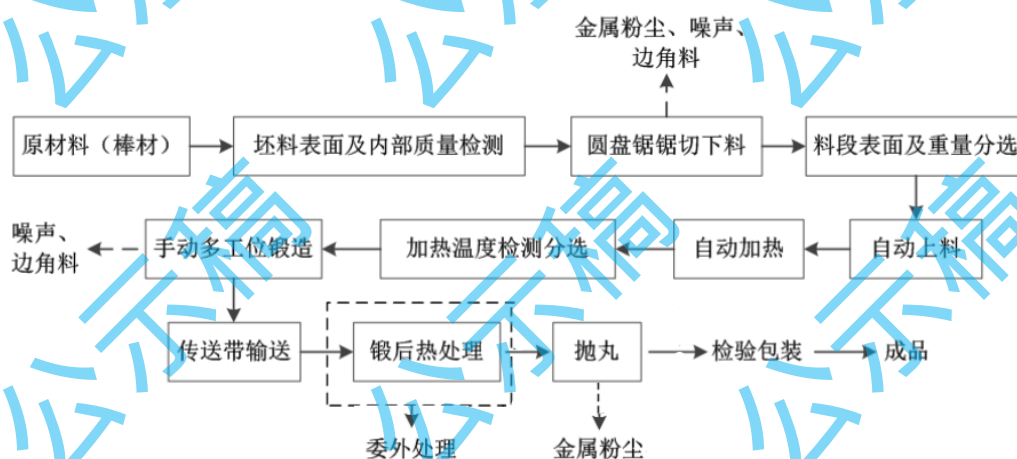 金属粉尘、噪声、
边角料
原材料（棒材）
坯料表面及内部质量检测
圆盘锯锯切下料
料段表面及重量分选
噪声、
边角料
手动多工位锻造
加热温度检测分选
自动加热
自动上料
传送带输送
锻后热处理
抛丸
检验包装
成品
委外处理
金属粉尘
公示稿
公示稿
公示稿